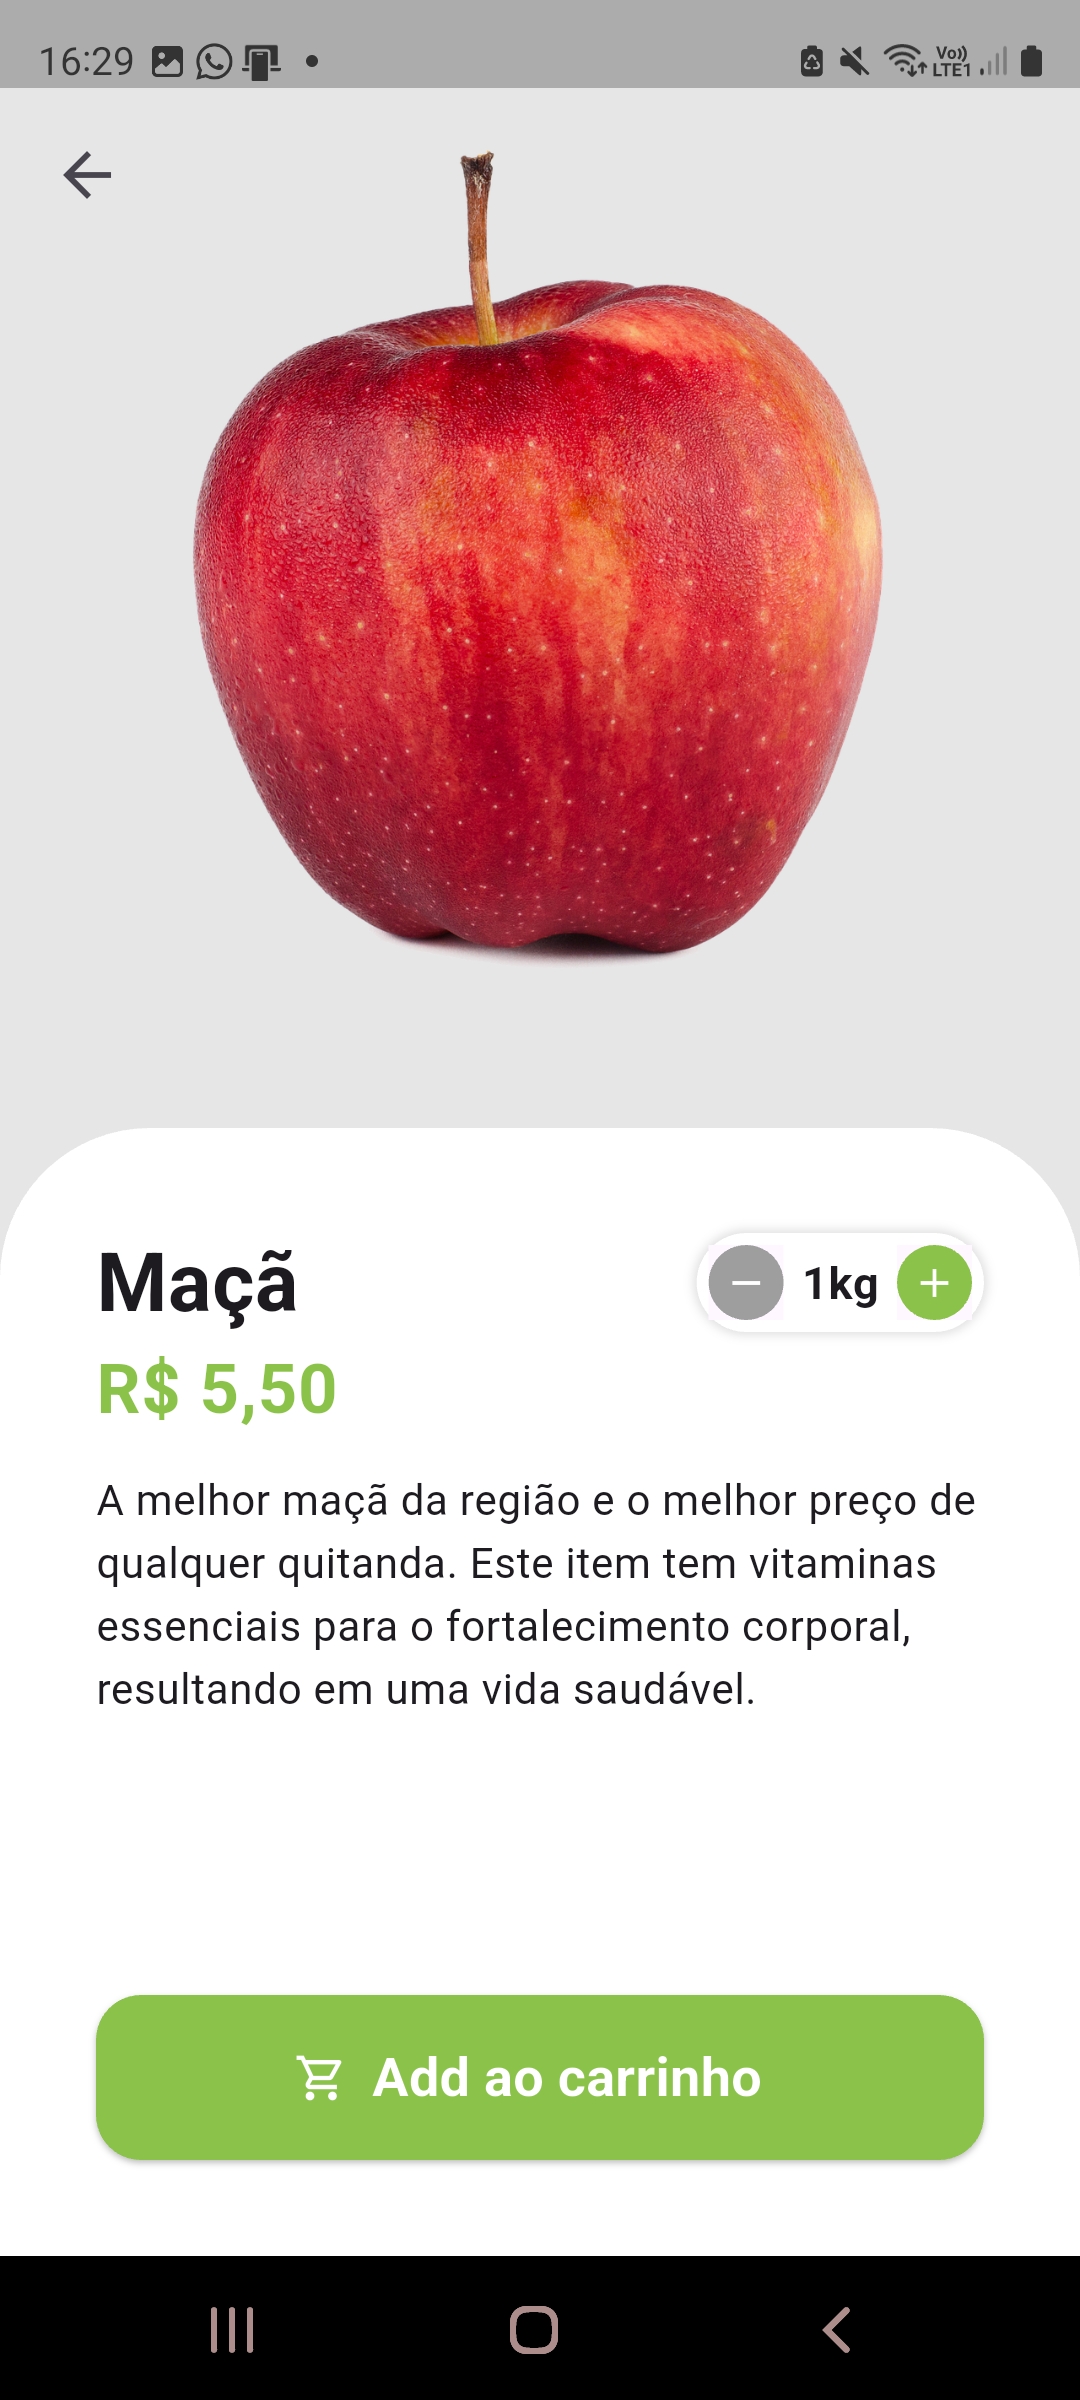 16:29
Vo))
LTE1
Maçã
1kg
R$ 5,50
A melhor maçã da região e o melhor preço de
qualquer quitanda. Este item tem vitaminas
essenciais para o fortalecimento corporal,
resultando em uma vida saudável.
Add ao carrinho